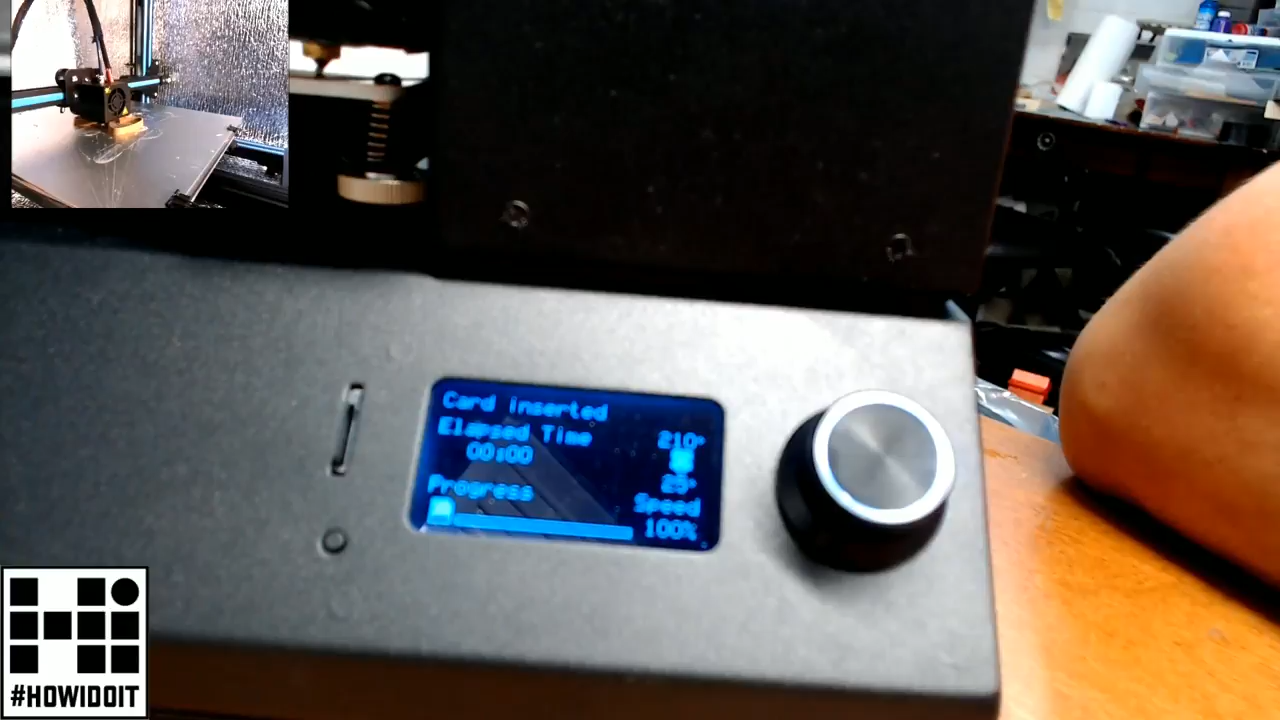 Card inserted
Elapsed Time
210°
00:00
25°
Progress
Speed
100%
#HOWIDOIT